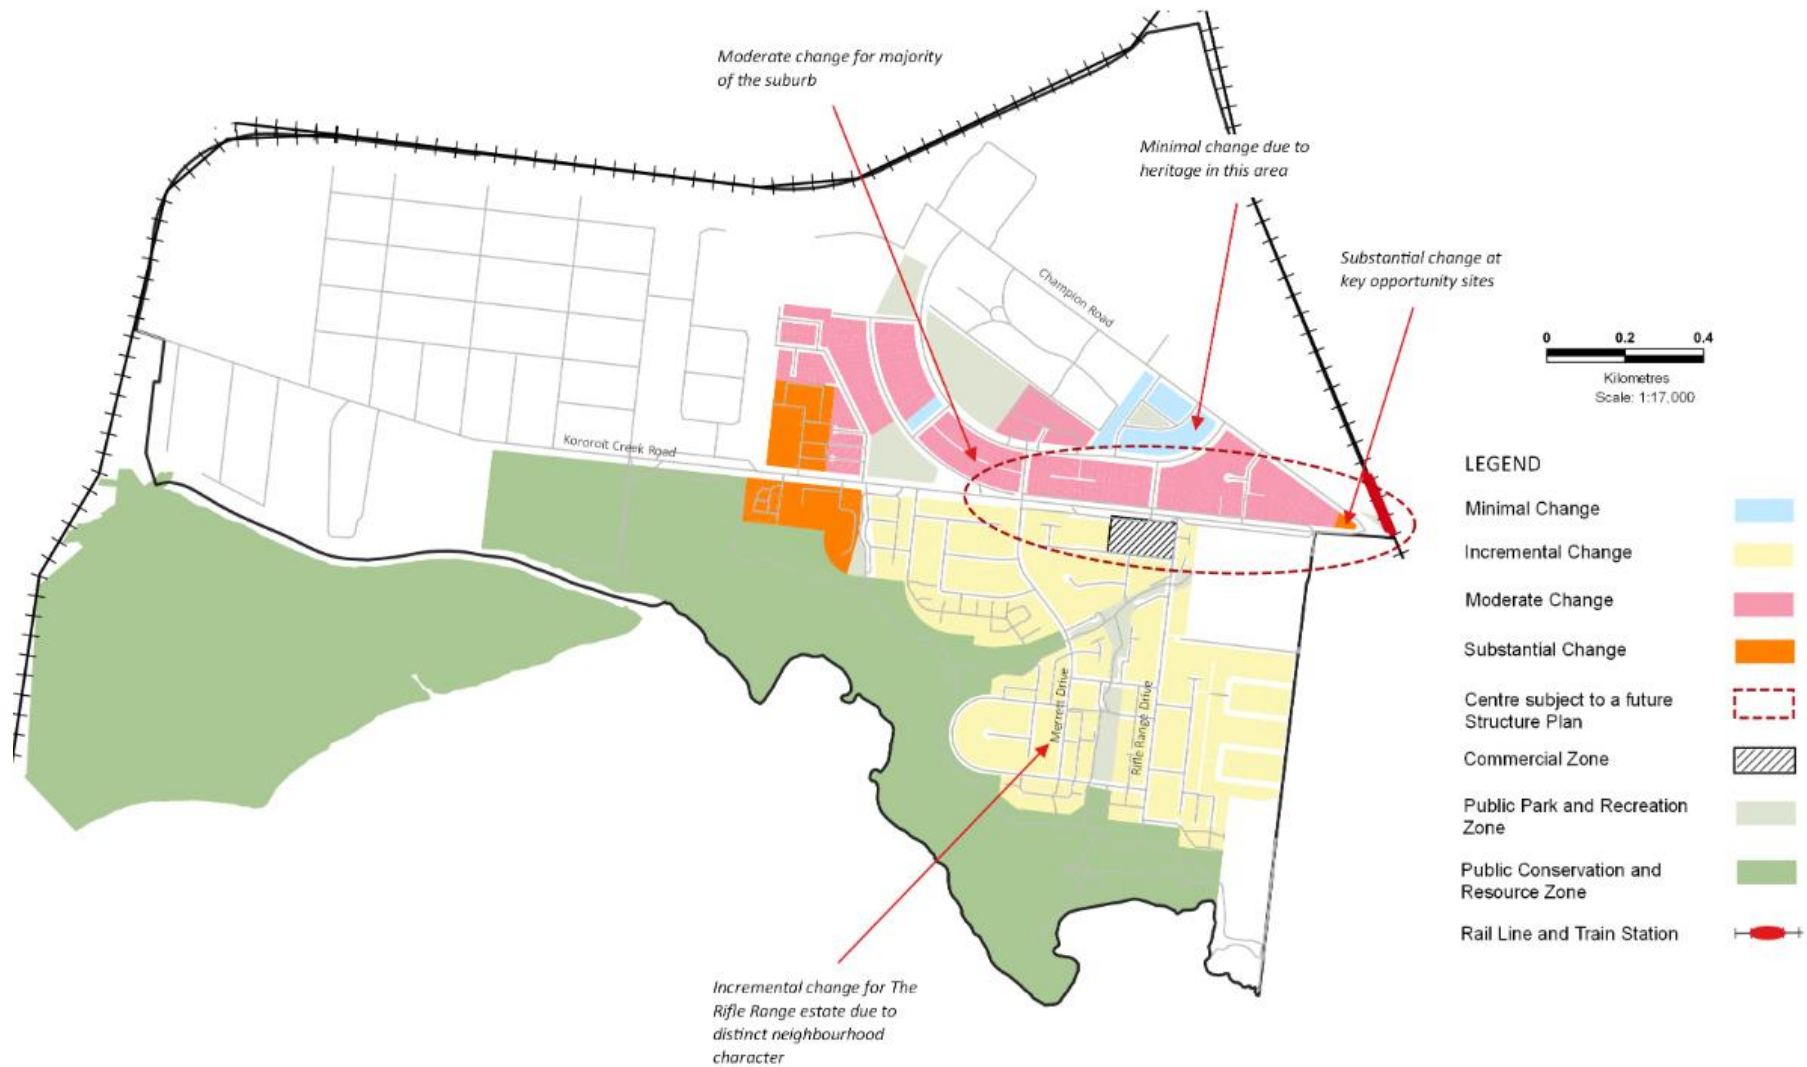 Moderate change for majority
of the suburb
Minimal change due to
heritage in this area
Substantial change at
key opportunity sites
Champion Road
Kororoit Creek Road
Merrett Drive
Rifle Range Drive
Incremental change for The
Rifle Range estate due to
distinct neighbourhood
character
0 0.2 0.4
Kilometres
Scale: 1:17,000
LEGEND
Minimal Change
Incremental Change
Moderate Change
Substantial Change
Centre subject to a future
Structure Plan
Commercial Zone
Public Park and Recreation
Zone
Public Conservation and
Resource Zone
Rail Line and Train Station